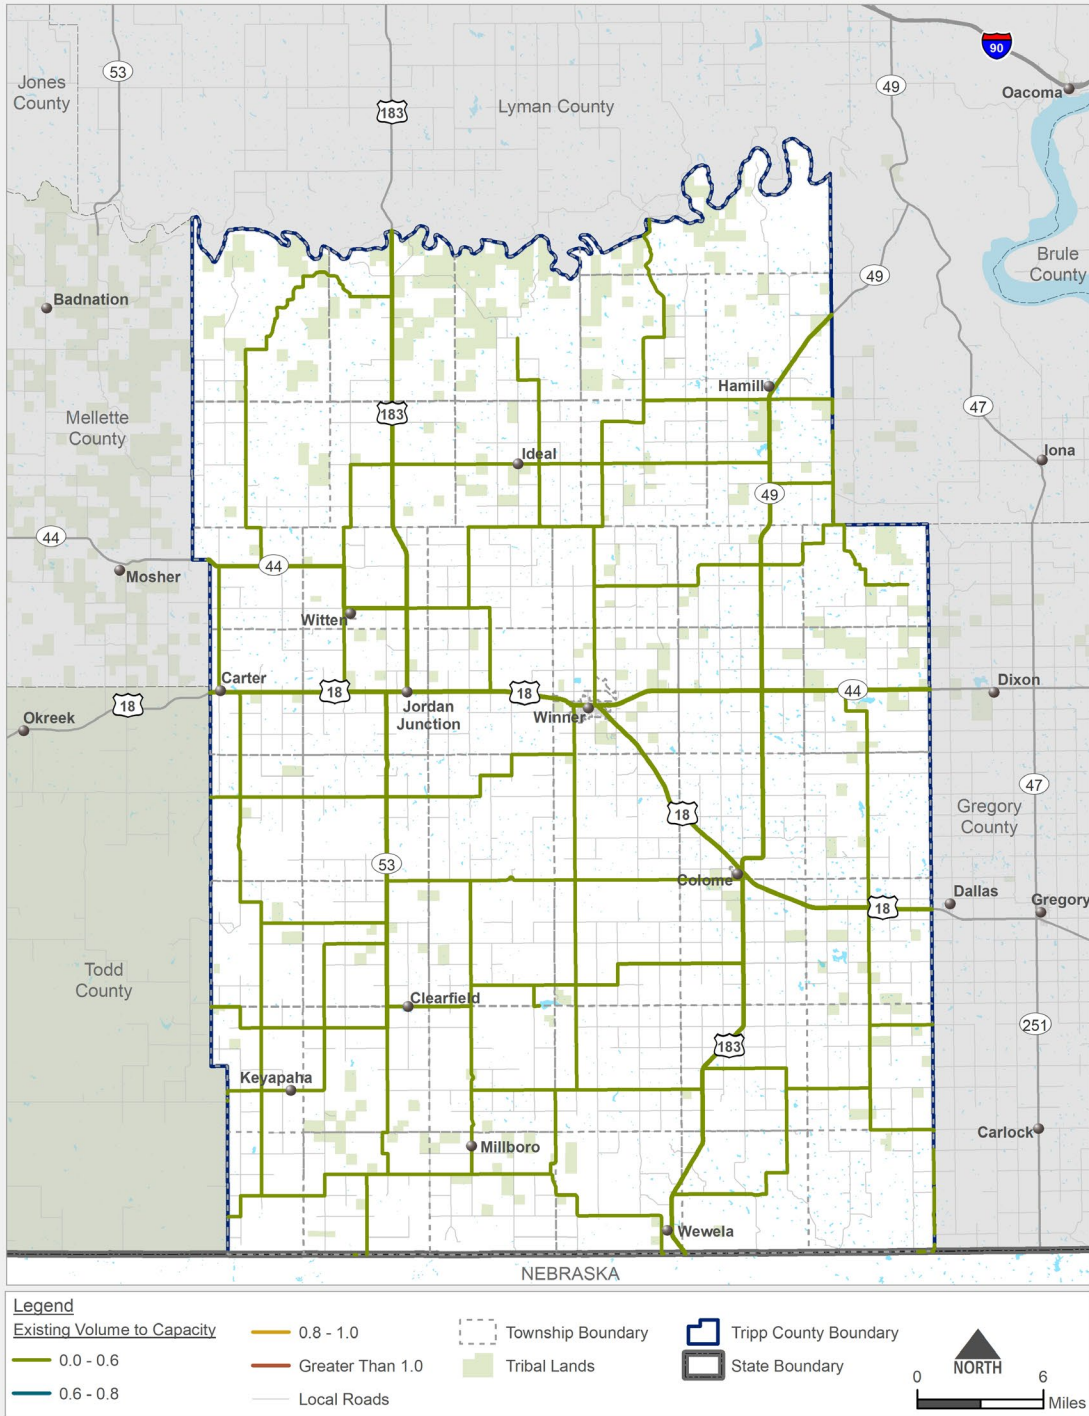 53
90
Jones
County
183
Lyman County
49
Oacoma
Brule
County
49
Badnation
Hamill
183
47
Mellette
County
Ideal
Iona
49
44
44
Mosher
Witten
Carter
18
18
44
Dixon
18
Jordan
Junction
Winner
Okreek
47
18
Gregory
County
53
Colome
Dallas
18
Gregory
Todd
County
Clearfield
251
183
Keyapaha
Carlock
Millboro
Wewela
NEBRASKA
Legend
Existing Volume to Capacity
0.0 - 0.6
0.6 - 0.8
0.8 - 1.0
Greater Than 1.0
Local Roads
Township Boundary
Tribal Lands
Tripp County Boundary
State Boundary
NORTH
0 6
Miles